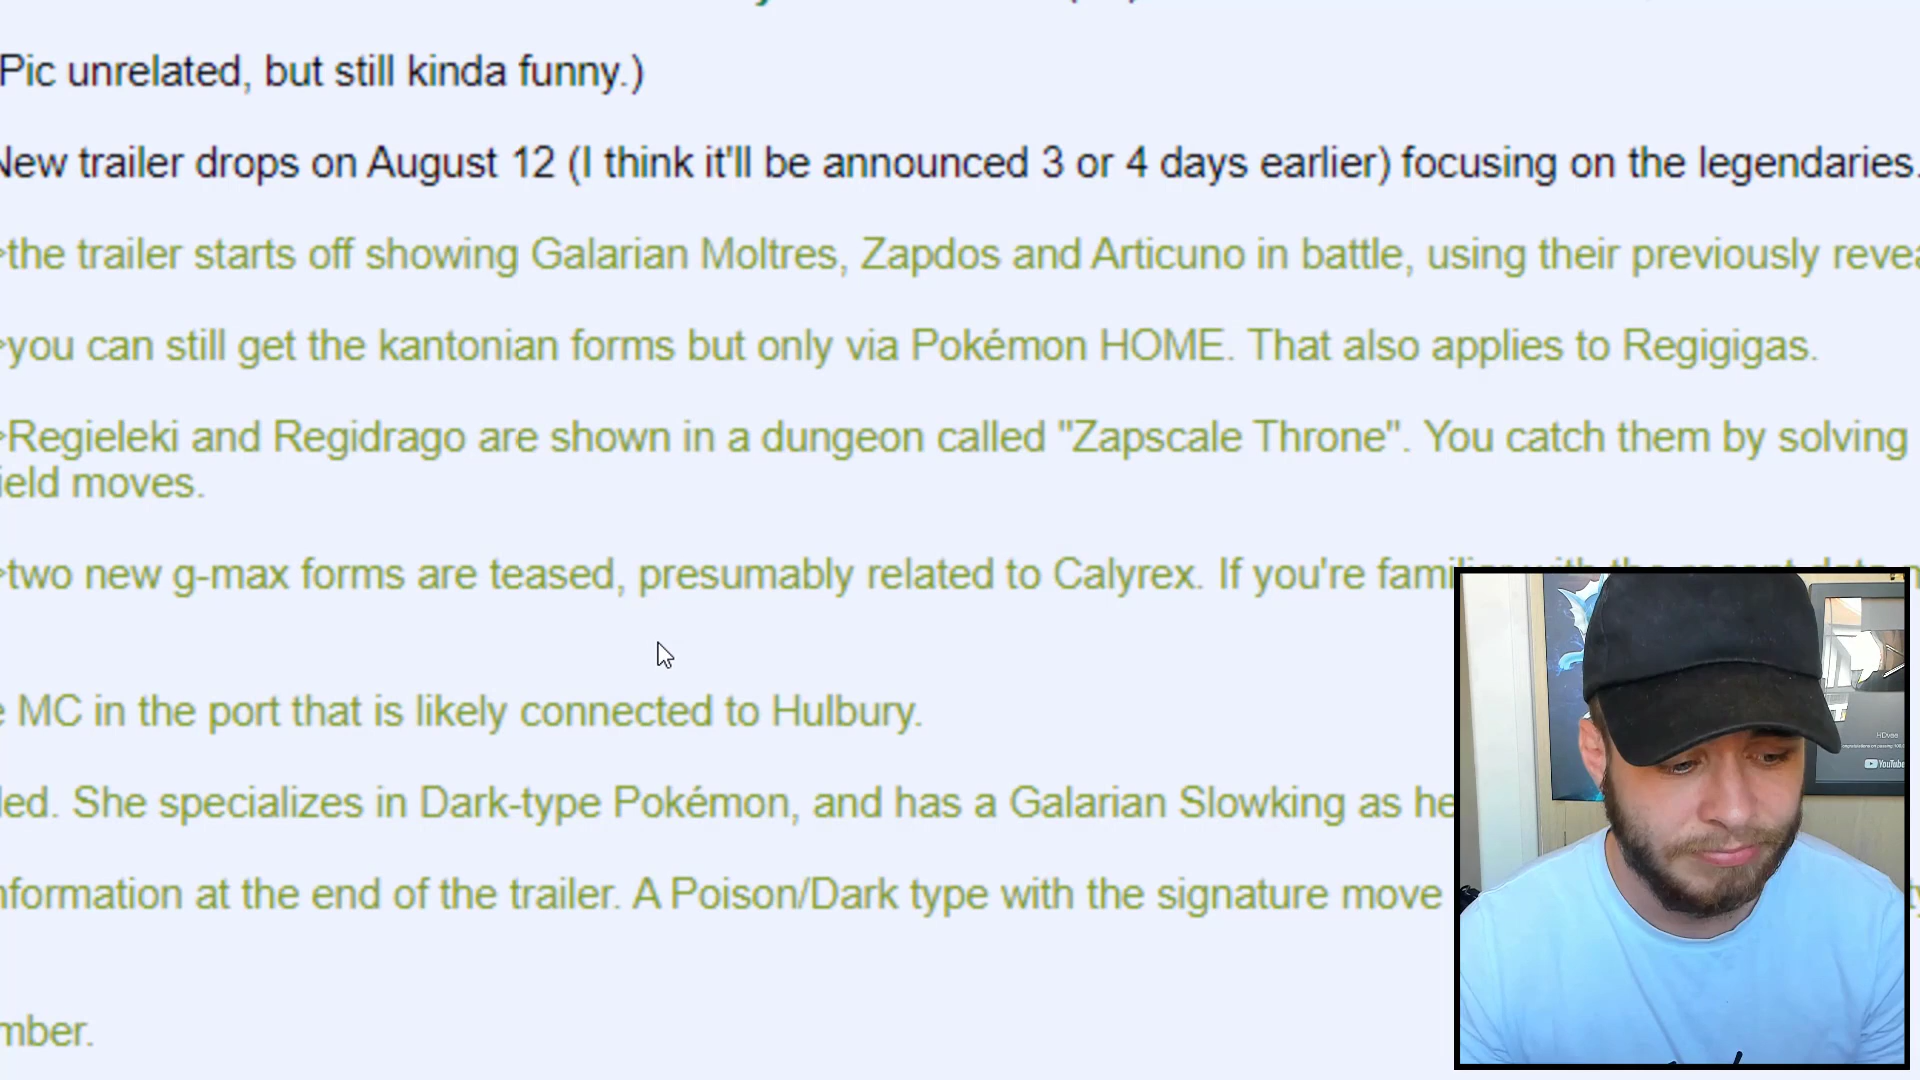 Pic unrelated, but still kinda funny.)
New trailer drops on August 12 (I think it'll be announced 3 or 4 days earlier) focusing on the legendaries.
>the trailer starts off showing Galarian Moltres, Zapdos and Articuno in battle, using their previously
>you can still get the kantonian forms but only via Pokémon HOME. That also applies to Regigigas.
>Regieleki and Regidrago are shown in a dungeon called "Zapscale Throne". You catch them by solving
ield moves.
>two new g-max forms are teased, presumably related to Calyrex. If you're
MC in the port that is likely connected to Hulbury.
led. She specializes in Dark-type Pokémon, and has a Galarian Slowking as
nformation at the end of the trailer. A Poison/Dark type with the signature move
mber.
HDvee
YouTube